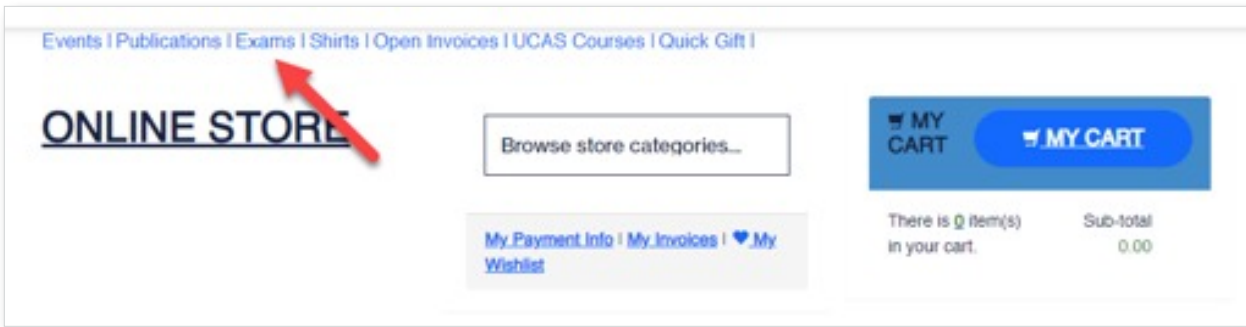 Events | Publications | Exams | Shirts | Open Invoices | UCAS Courses | Quick Gift |
ONLINE STORE
Browse store categories...
My Payment Info | My Invoices | My
Wishlist
MY
CART
MY CART
There is 0 item(s)
in your cart.
Sub-total
0.00